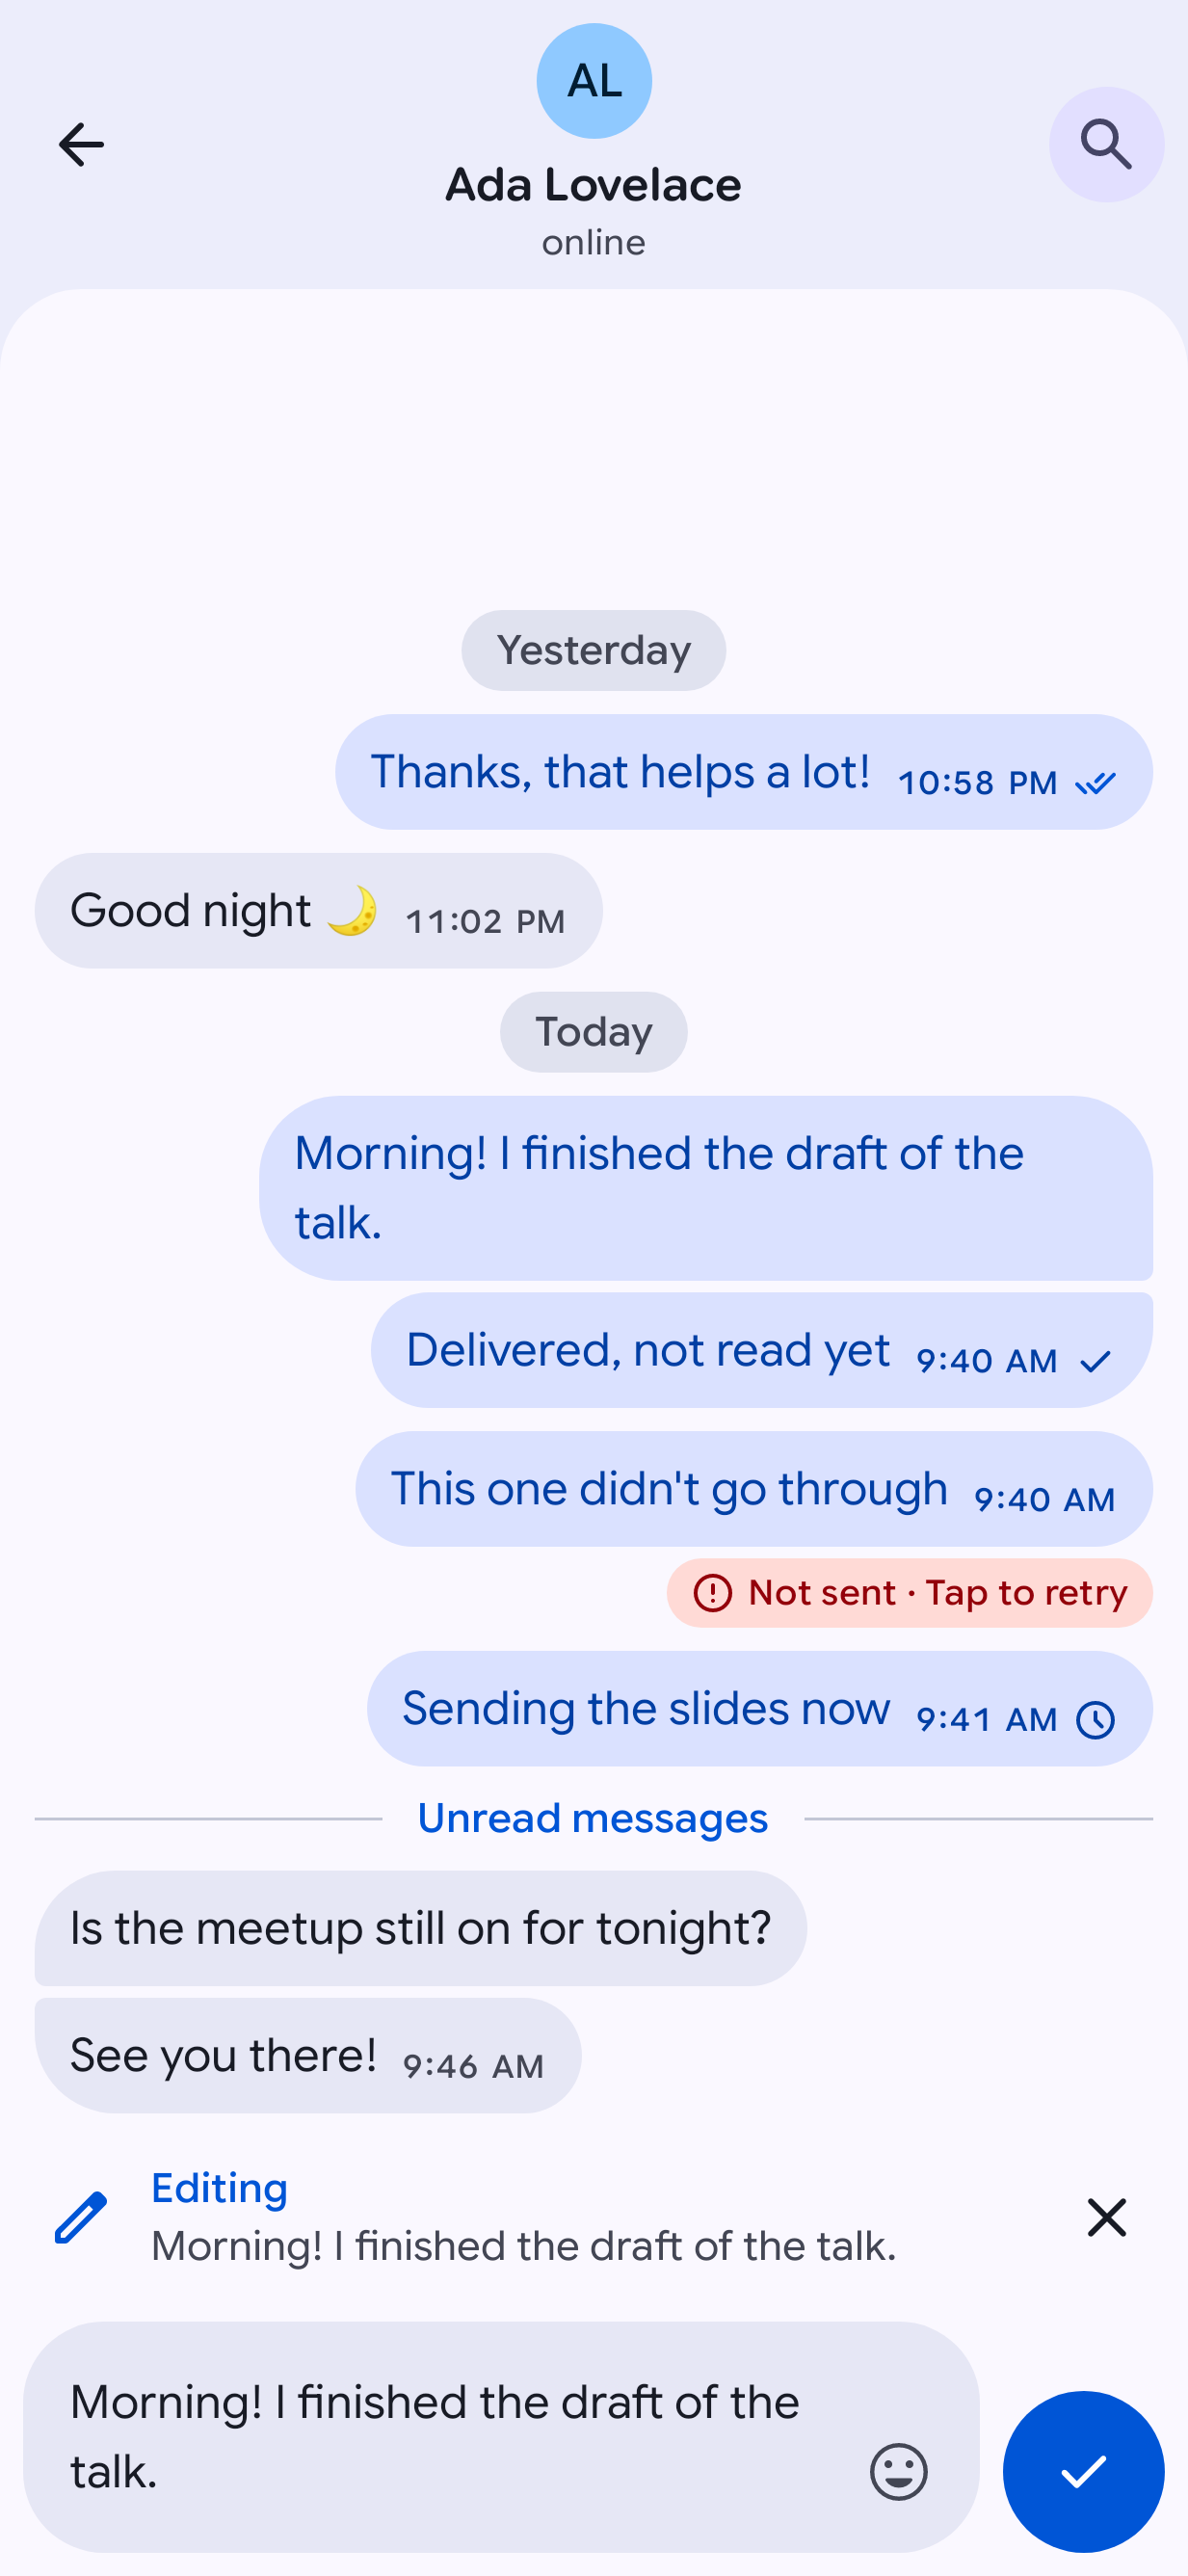 AL
Ada Lovelace
online
Yesterday
Thanks, that helps a lot! 10:58 PM
Good night 🌙 11:02 PM
Today
Morning! I finished the draft of the
talk.
Delivered, not read yet 9:40 AM
This one didn't go through 9:40 AM
Not sent · Tap to retry
Sending the slides now 9:41 AM
Unread messages
Is the meetup still on for tonight?
See you there! 9:46 AM
Editing
Morning! I finished the draft of the talk.
Morning! I finished the draft of the
talk.